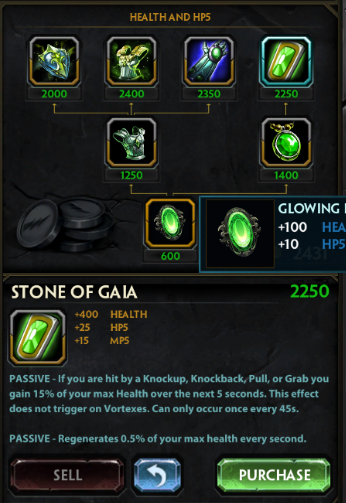 HEALTH AND HP5
2000 2400 2350 2250
1250 1400
GLOWING
+100 HEA
+10 HP5
600
STONE OF GAIA 2250
+400 HEALTH
+25 HP5
+15 MP5
PASSIVE - If you are hit by a Knockup, Knockback, Pull, or Grab you
gain 15% of your max Health over the next 5 seconds. This effect
does not trigger on Vortexes. Can only occur once every 45s.
PASSIVE - Regenerates 0.5% of your max health every second.
SELL PURCHASE